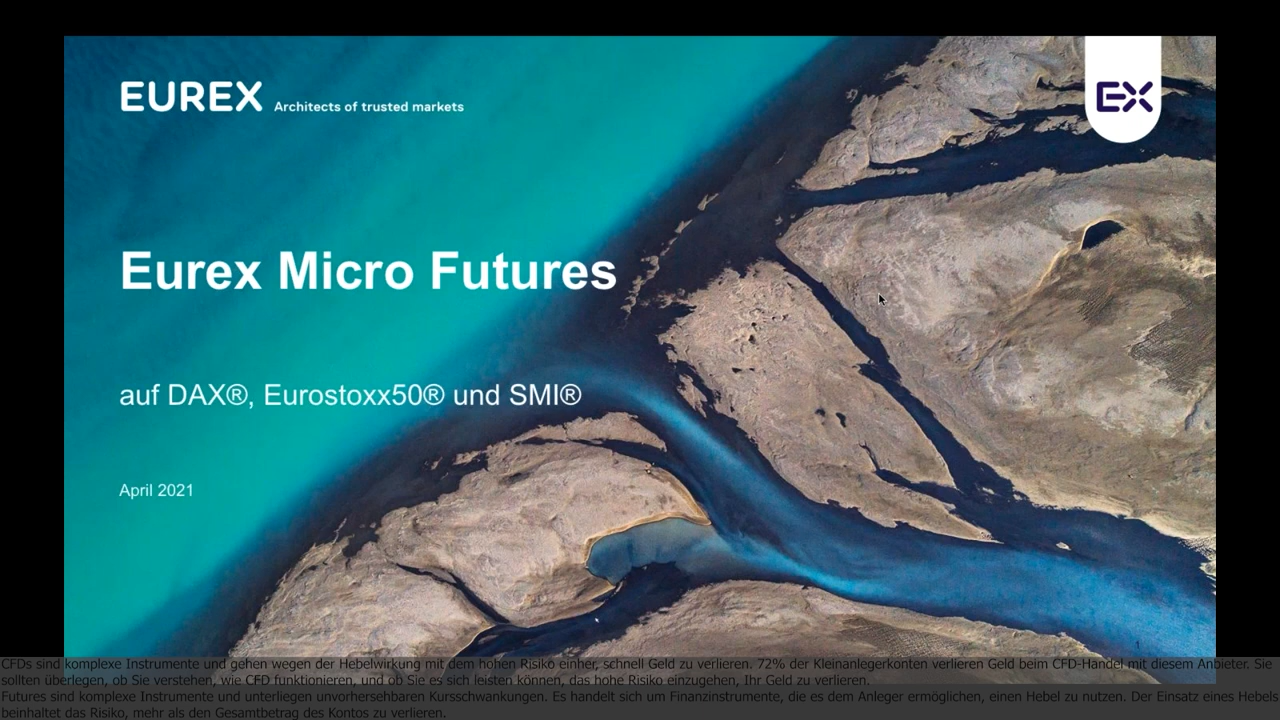 EUREX Architects of trusted markets
EX
Eurex Micro Futures
auf DAX®, Eurostoxx50® und SMI®
April 2021
CFDs sind komplexe Instrumente und gehen wegen der Hebelwirkung mit dem hohen Risiko einher, schnell Geld zu verlieren. 72% der Kleinanlegerkonten verlieren Geld beim CFD-Handel mit diesem Anbieter. Sie
sollten überlegen, ob Sie verstehen, wie CFD funktionieren, und ob Sie es sich leisten können, das hohe Risiko einzugehen, Ihr Geld zu verlieren.
Futures sind komplexe Instrumente und unterliegen unvorhersehbaren Kursschwankungen. Es handelt sich um Finanzinstrumente, die es dem Anleger ermöglichen, einen Hebel zu nutzen. Der Einsatz eines Hebels
beinhaltet das Risiko, mehr als den Gesamtbetrag des Kontos zu verlieren.